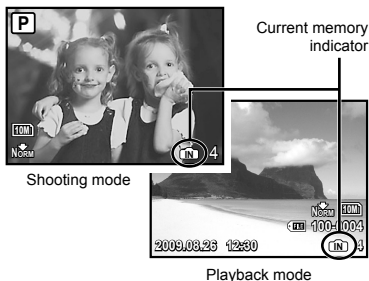 Current memory
indicator
P
10M
NORM
IN 4
Shooting mode
NORM 10M
FILE 100-0004
2009.08.26 12:30 IN 4
Playback mode